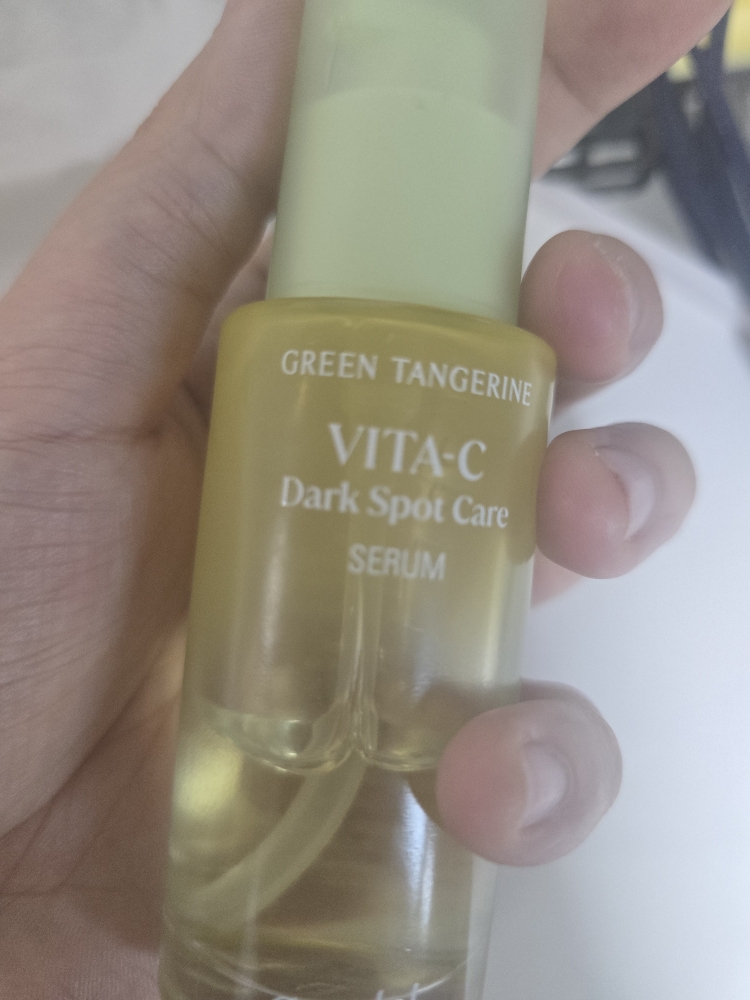 GREEN TANGERINE
VITA-C
Dark Spot Care
SERUM